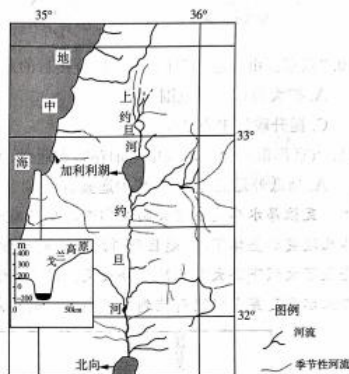 35° 36°
地
中
海
上
约
旦
河
33°
加利利湖
约
旦
河
m
400
300
200
0
-200
戈兰高原
0 50km
32°
图例
河流
季节性河流
北向